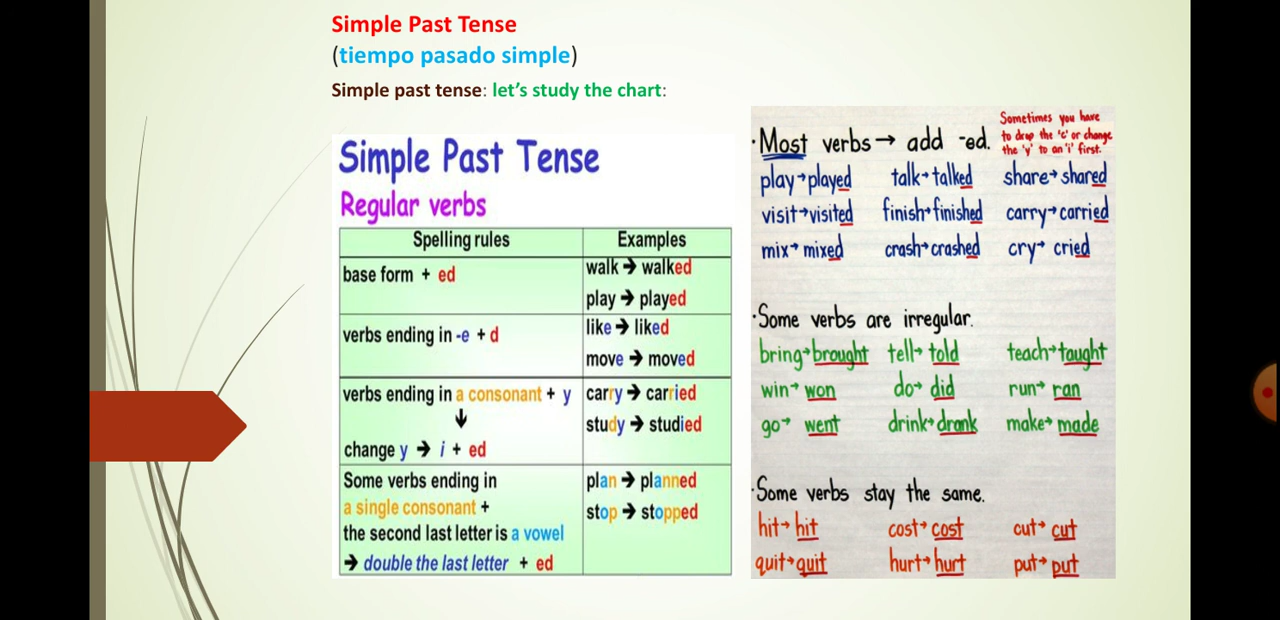 Simple Past Tense
(tiempo pasado simple)
Simple past tense: let's study the chart:
Simple Past Tense
Regular verbs
Spelling rules Examples
base form + ed
walk → walked
play → played
verbs ending in -e + d
like → liked
move → moved
verbs ending in a consonant + y
change y → i + ed
carry → carried
study → studied
Some verbs ending in
a single consonant +
the second last letter is a vowel
→ double the last letter + ed
plan → planned
stop → stopped
·Most verbs → add -ed.
Sometimes you have
to drop the 'e' or change
the 'y' to an 'i' first.
play→played talk→talked share→shared
visit→visited finish→finished carry→carried
mix→mixed crash→crashed cry→cried
·Some verbs are irregular.
bring→brought tell→told teach→taught
win→won do→did run→ran
go→went drink→drank make→made
·Some verbs stay the same.
hit→hit cost→cost cut→cut
quit→quit hurt→hurt put→put